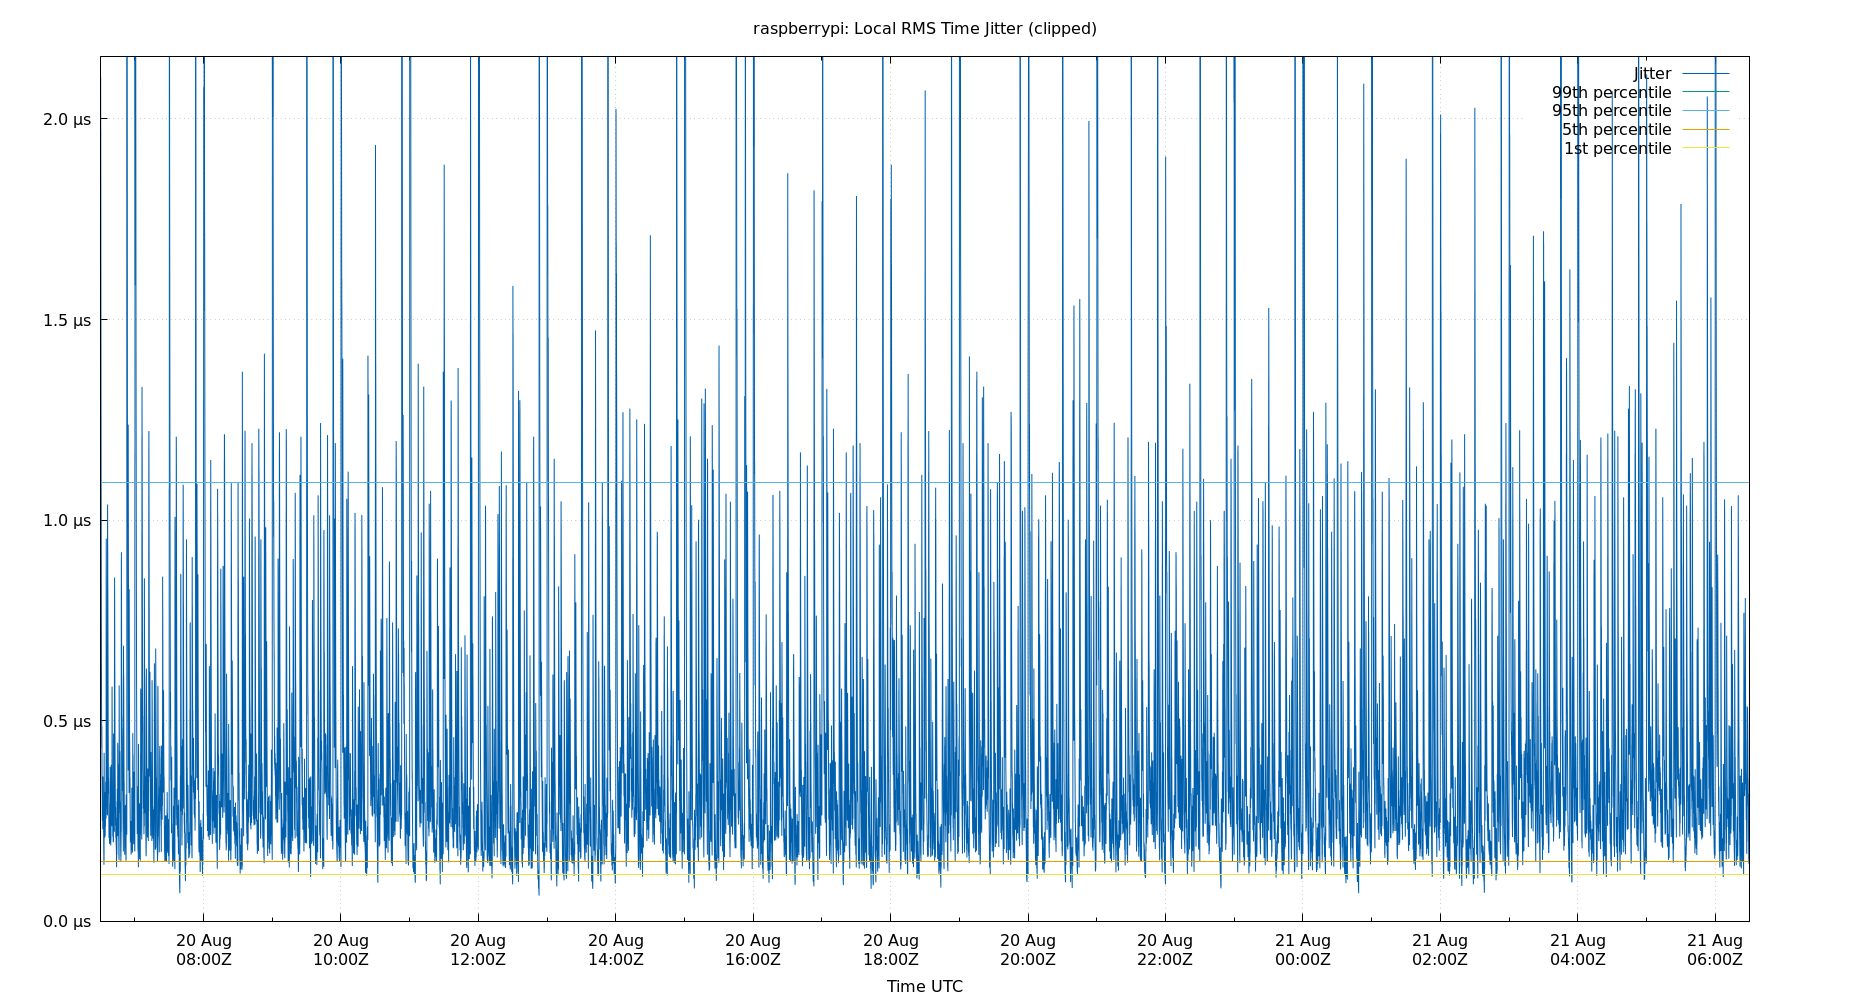 raspberrypi: Local RMS Time Jitter (clipped)
Jitter
99th percentile
95th percentile
5th percentile
1st percentile
2.0 µs
1.5 µs
1.0 µs
0.5 µs
0.0 µs
20 Aug 20 Aug 20 Aug 20 Aug 20 Aug 20 Aug 20 Aug 20 Aug 21 Aug 21 Aug 21 Aug 21 Aug
08:00Z 10:00Z 12:00Z 14:00Z 16:00Z 18:00Z 20:00Z 22:00Z 00:00Z 02:00Z 04:00Z 06:00Z
Time UTC